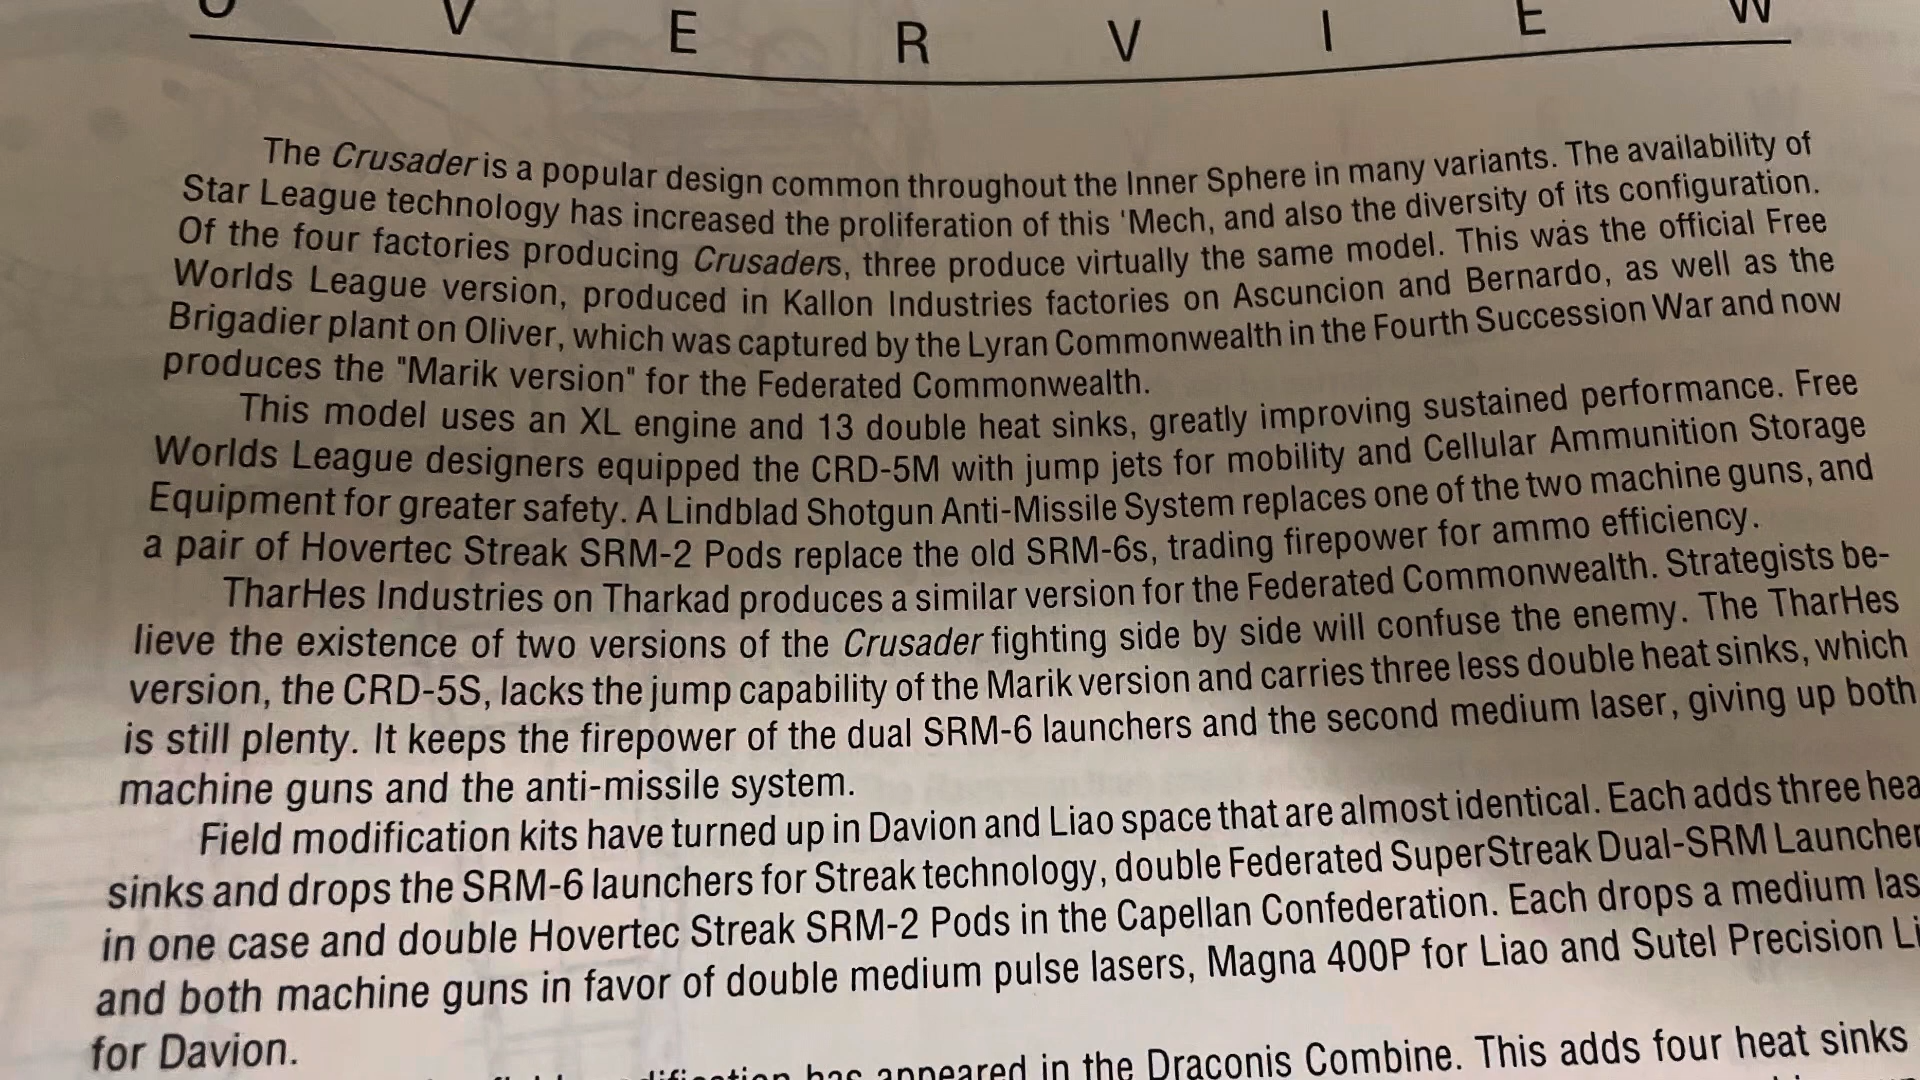 O V E R V I E W
The Crusader is a popular design common throughout the Inner Sphere in many variants. The availability of
Star League technology has increased the proliferation of this 'Mech, and also the diversity of its configuration.
Of the four factories producing Crusaders, three produce virtually the same model. This was the official Free
Worlds League version, produced in Kallon Industries factories on Ascuncion and Bernardo, as well as the
Brigadier plant on Oliver, which was captured by the Lyran Commonwealth in the Fourth Succession War and now
produces the "Marik version" for the Federated Commonwealth.
This model uses an XL engine and 13 double heat sinks, greatly improving sustained performance. Free
Worlds League designers equipped the CRD-5M with jump jets for mobility and Cellular Ammunition Storage
Equipment for greater safety. A Lindblad Shotgun Anti-Missile System replaces one of the two machine guns, and
a pair of Hovertec Streak SRM-2 Pods replace the old SRM-6s, trading firepower for ammo efficiency.
TharHes Industries on Tharkad produces a similar version for the Federated Commonwealth. Strategists be-
lieve the existence of two versions of the Crusader fighting side by side will confuse the enemy. The TharHes
version, the CRD-5S, lacks the jump capability of the Marik version and carries three less double heat sinks, which
is still plenty. It keeps the firepower of the dual SRM-6 launchers and the second medium laser, giving up both
machine guns and the anti-missile system.
Field modification kits have turned up in Davion and Liao space that are almost identical. Each adds three hea
sinks and drops the SRM-6 launchers for Streak technology, double Federated SuperStreak Dual-SRM Launcher
in one case and double Hovertec Streak SRM-2 Pods in the Capellan Confederation. Each drops a medium las
and both machine guns in favor of double medium pulse lasers, Magna 400P for Liao and Sutel Precision Li
for Davion.
has appeared in the Draconis Combine. This adds four heat sinks